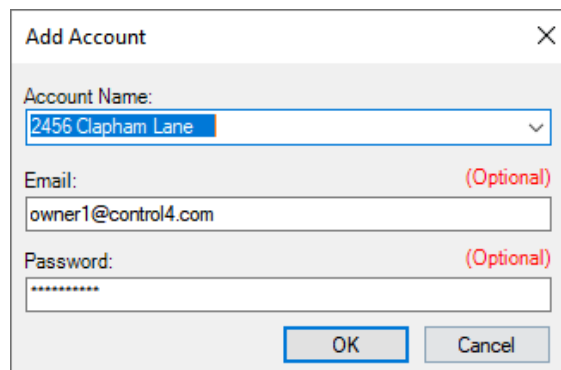 Add Account
Account Name:
2456 Clapham Lane
Email: (Optional)
owner1@control4.com
Password: (Optional)
**********
OK Cancel